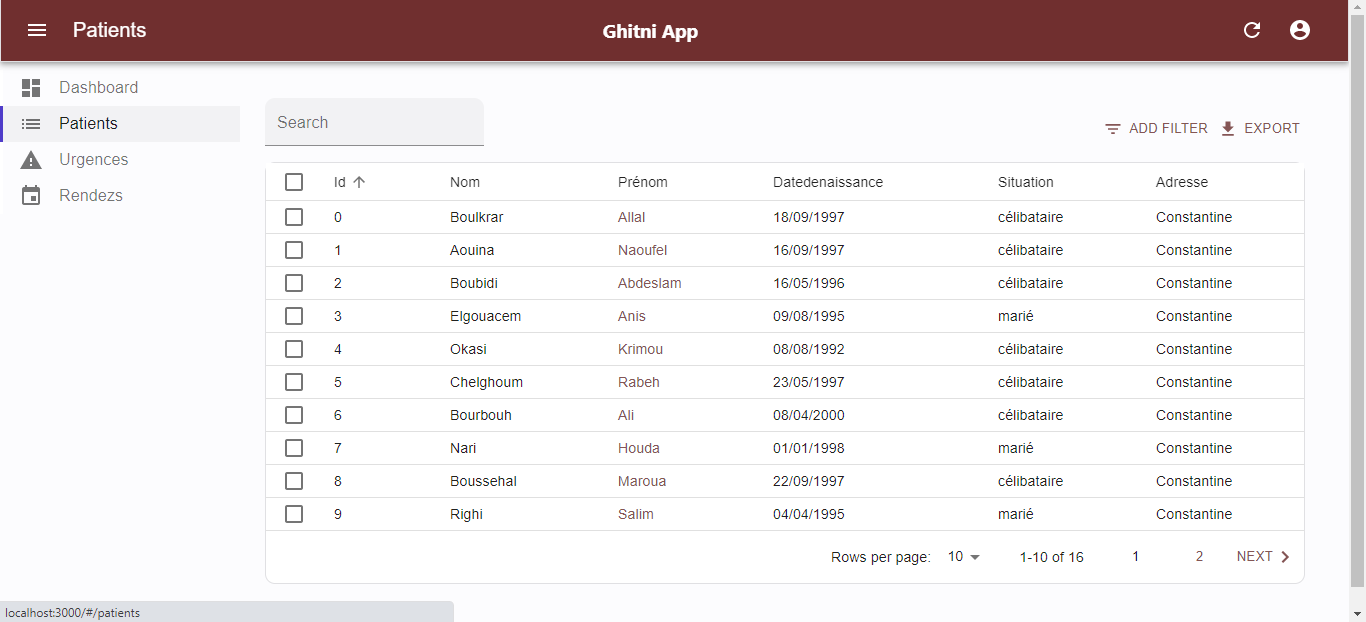 Patients Ghitni App
Dashboard
Patients
Urgences
Rendezs
Search
ADD FILTER EXPORT
Id Nom Prénom Datedenaissance Situation Adresse
0 Boulkrar Allal 18/09/1997 célibataire Constantine
1 Aouina Naoufel 16/09/1997 célibataire Constantine
2 Boubidi Abdeslam 16/05/1996 célibataire Constantine
3 Elgouacem Anis 09/08/1995 marié Constantine
4 Okasi Krimou 08/08/1992 célibataire Constantine
5 Chelghoum Rabeh 23/05/1997 célibataire Constantine
6 Bourbouh Ali 08/04/2000 célibataire Constantine
7 Nari Houda 01/01/1998 marié Constantine
8 Boussehal Maroua 22/09/1997 célibataire Constantine
9 Righi Salim 04/04/1995 marié Constantine
Rows per page: 10 1-10 of 16 1 2 NEXT
localhost:3000/#/patients